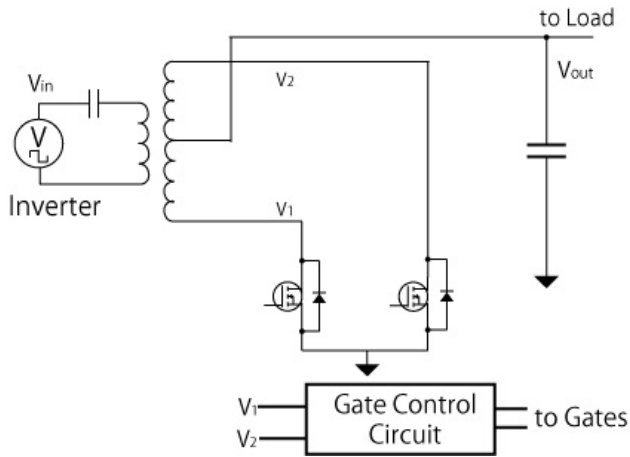 to Load
Vin
V2
Vout
V
Inverter
V1
V1
V2
Gate Control
Circuit
to Gates